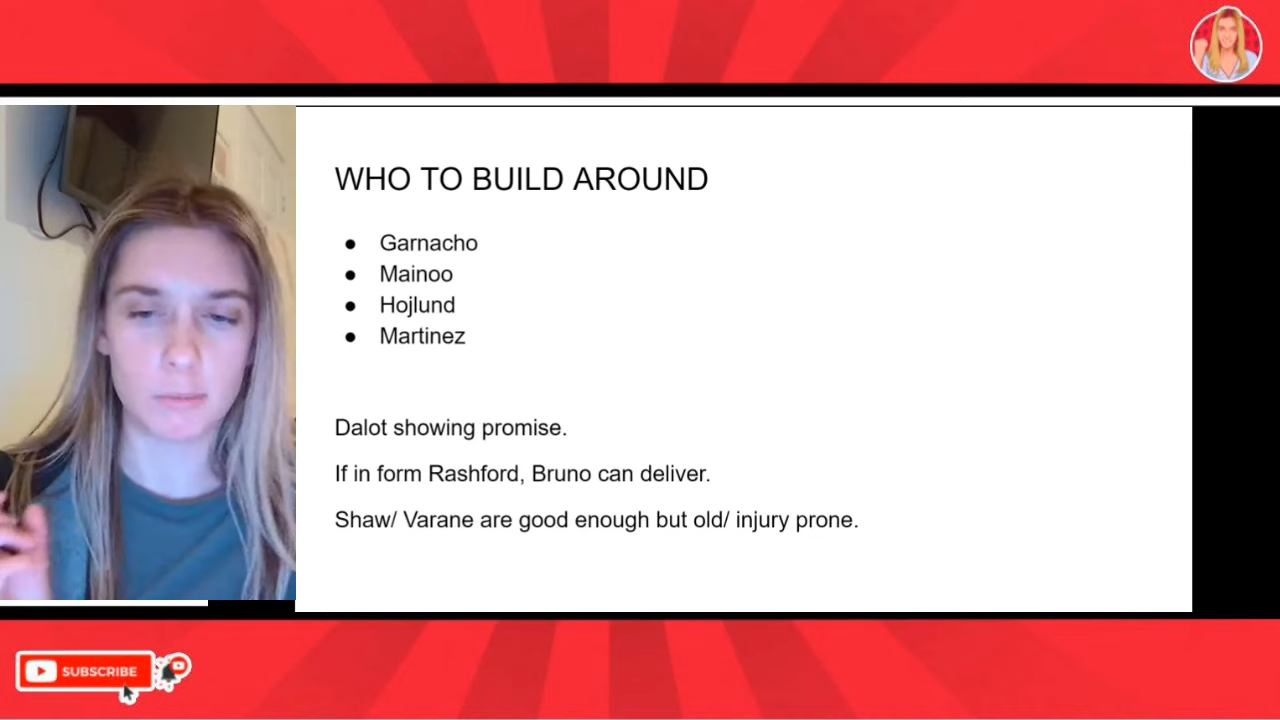 WHO TO BUILD AROUND
● Garnacho
● Mainoo
● Hojlund
● Martinez
Dalot showing promise.
If in form Rashford, Bruno can deliver.
Shaw/ Varane are good enough but old/ injury prone.
SUBSCRIBE